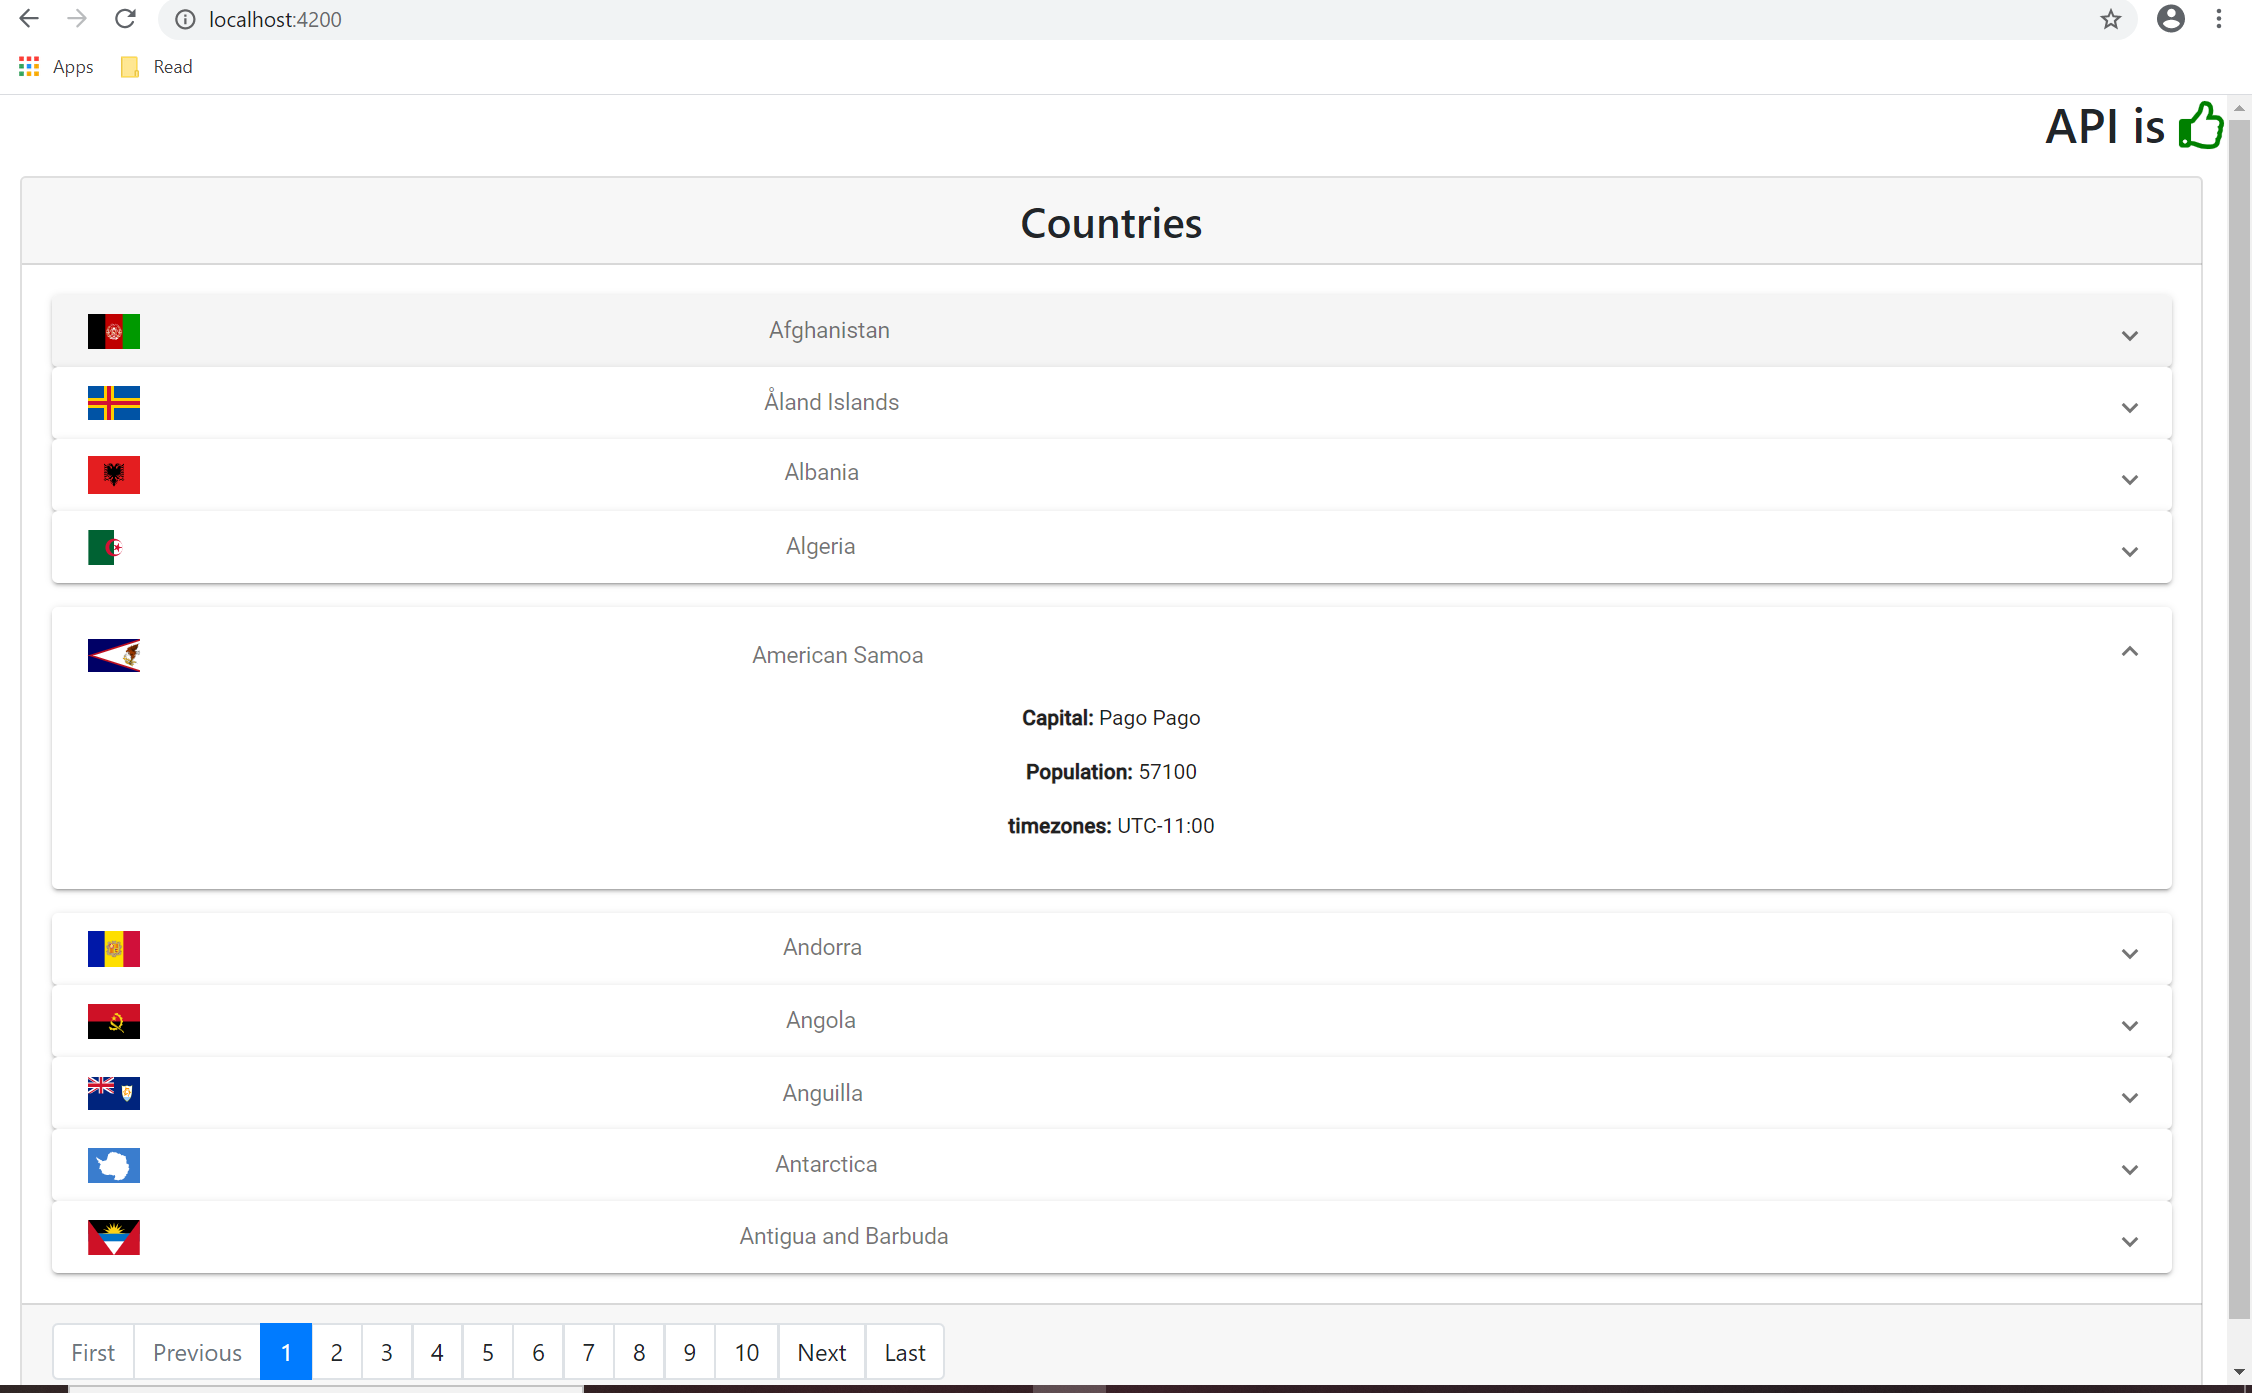 localhost:4200
Apps Read
API is
Countries
Afghanistan
Åland Islands
Albania
Algeria
American Samoa
Capital: Pago Pago
Population: 57100
timezones: UTC-11:00
Andorra
Angola
Anguilla
Antarctica
Antigua and Barbuda
First Previous 1 2 3 4 5 6 7 8 9 10 Next Last